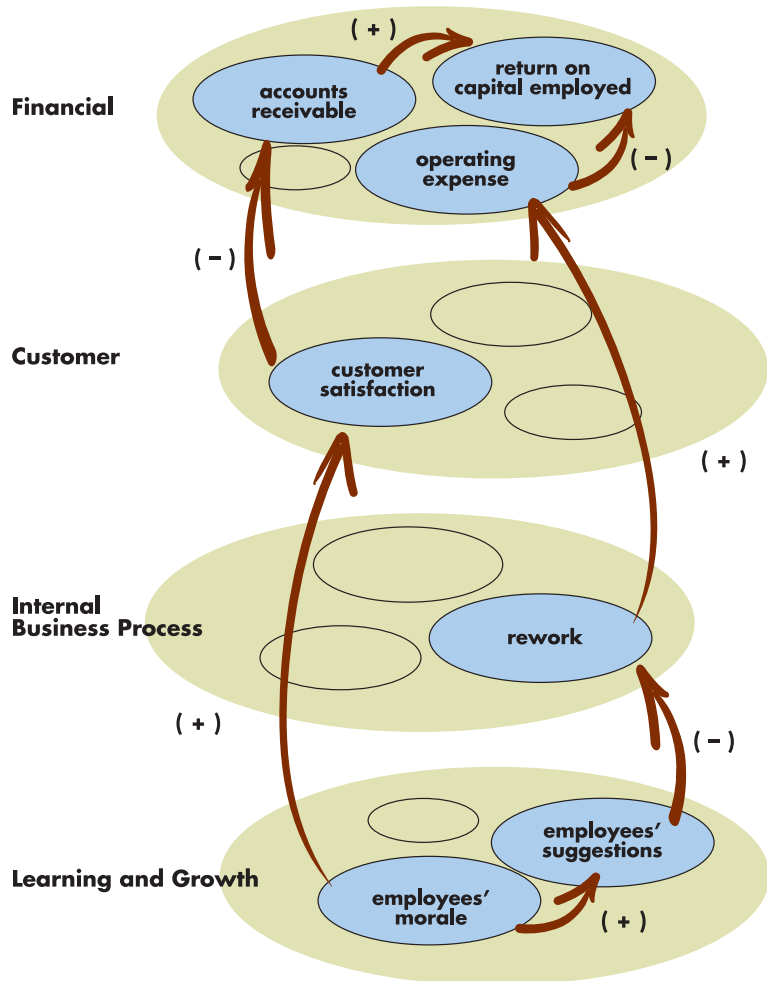 ( + )
return on
capital employed
accounts
receivable
Financial
operating
expense
( - )
( - )
Customer
customer
satisfaction
( + )
Internal
Business Process
rework
( + )
( - )
employees'
suggestions
Learning and Growth
employees'
morale
( + )